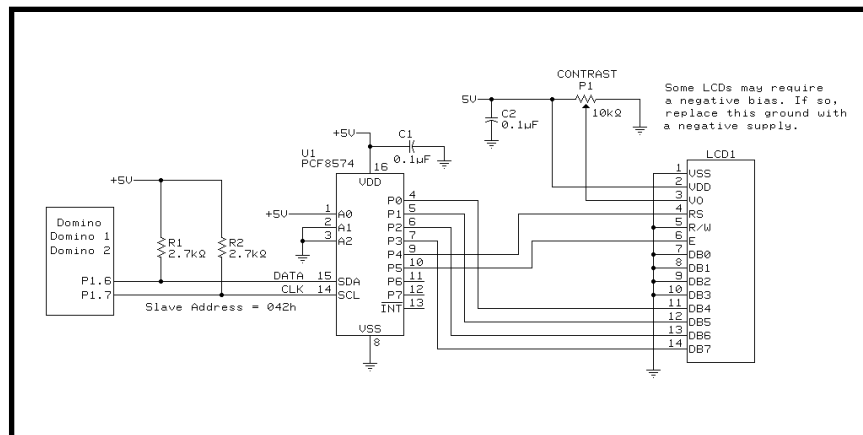 CONTRAST
P1
5V
10kΩ
C2
0.1µF
Some LCDs may require
a negative bias. If so,
replace this ground with
a negative supply.
+5V
C1
0.1µF
U1
PCF8574
16
VDD
LCD1
1 VSS
2 VDD
3 VO
4 RS
5 R/W
6 E
7 DB0
8 DB1
9 DB2
10 DB3
11 DB4
12 DB5
13 DB6
14 DB7
+5V
+5V
1 A0
2 A1
3 A2
P0 4
P1 5
P2 6
P3 7
P4 9
P5 10
P6 11
P7 12
INT 13
Domino
Domino 1
Domino 2
R1
2.7kΩ
R2
2.7kΩ
P1.6
DATA
15 SDA
P1.7
CLK
14 SCL
Slave Address = 042h
VSS
8